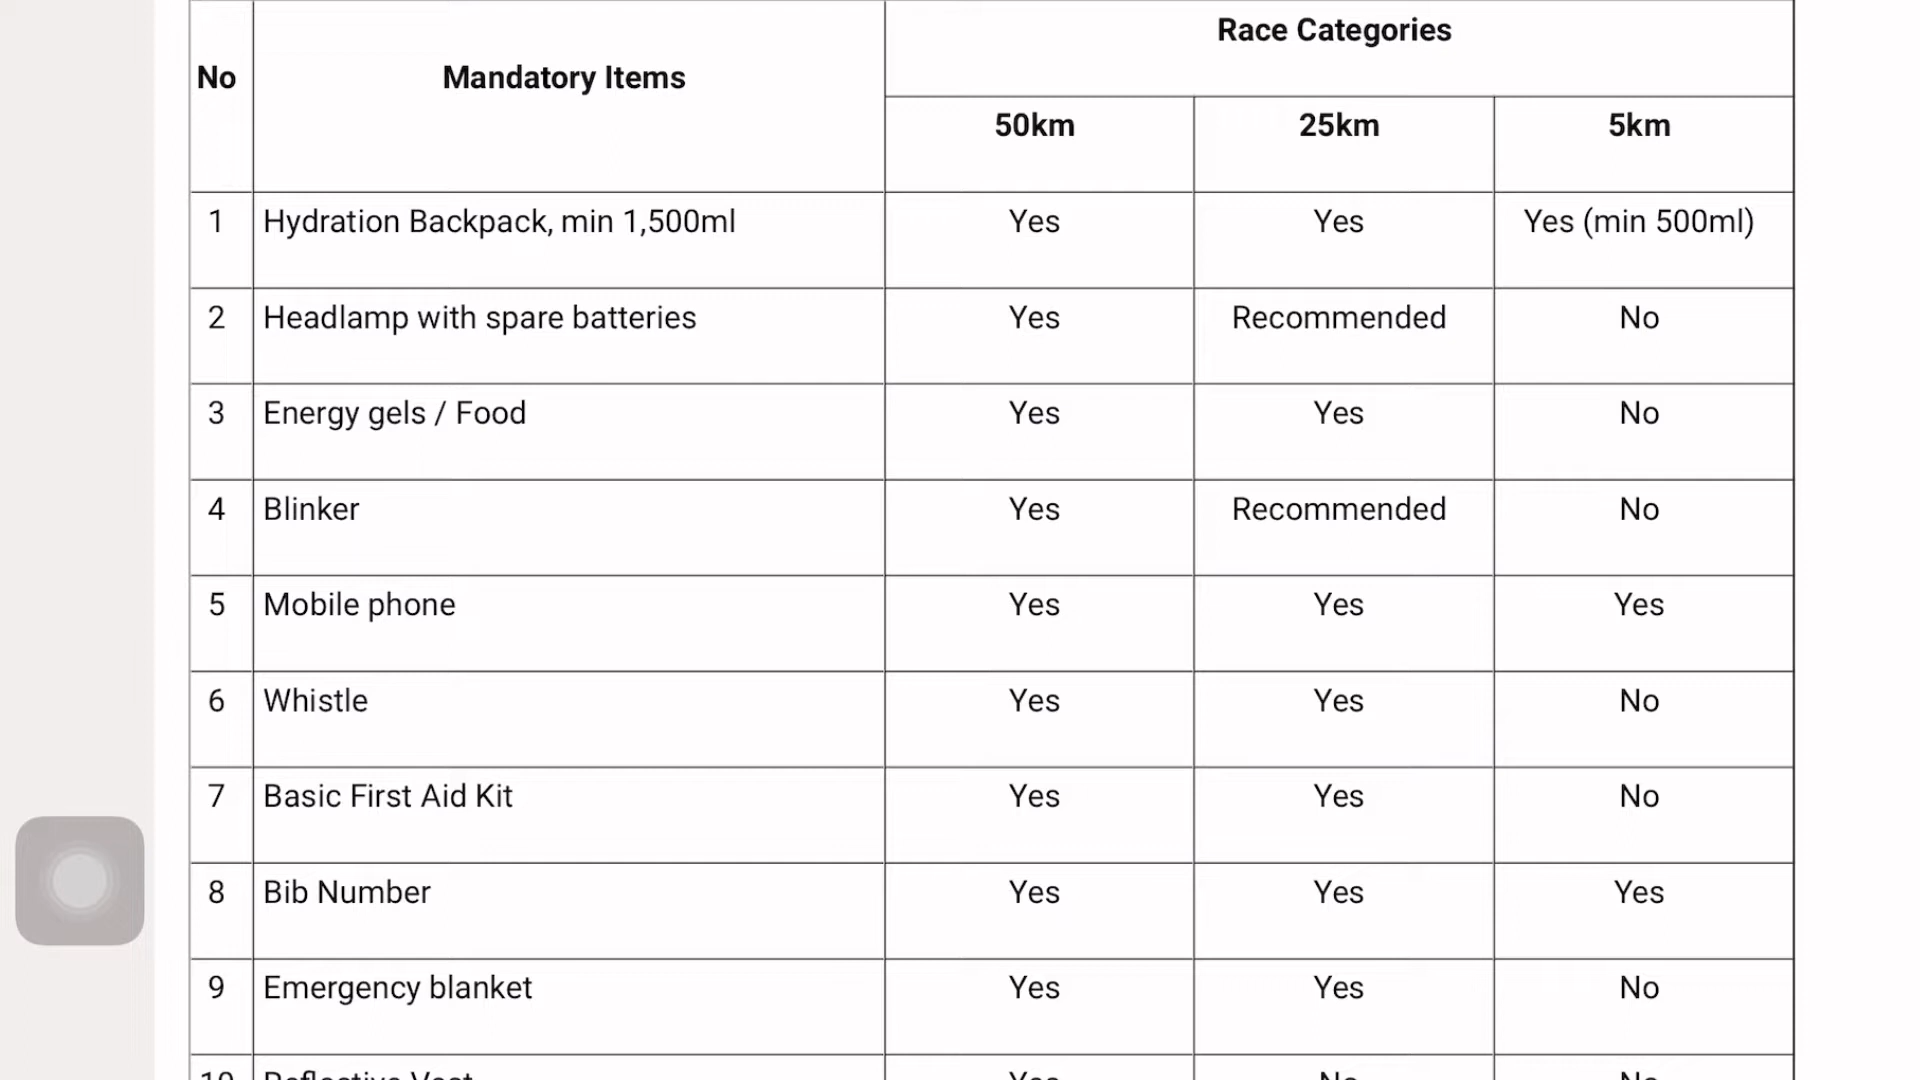 No Mandatory Items Race Categories
50km 25km 5km
1 Hydration Backpack, min 1,500ml Yes Yes Yes (min 500ml)
2 Headlamp with spare batteries Yes Recommended No
3 Energy gels / Food Yes Yes No
4 Blinker Yes Recommended No
5 Mobile phone Yes Yes Yes
6 Whistle Yes Yes No
7 Basic First Aid Kit Yes Yes No
8 Bib Number Yes Yes Yes
9 Emergency blanket Yes Yes No
10 Reflective Vest Yes No No